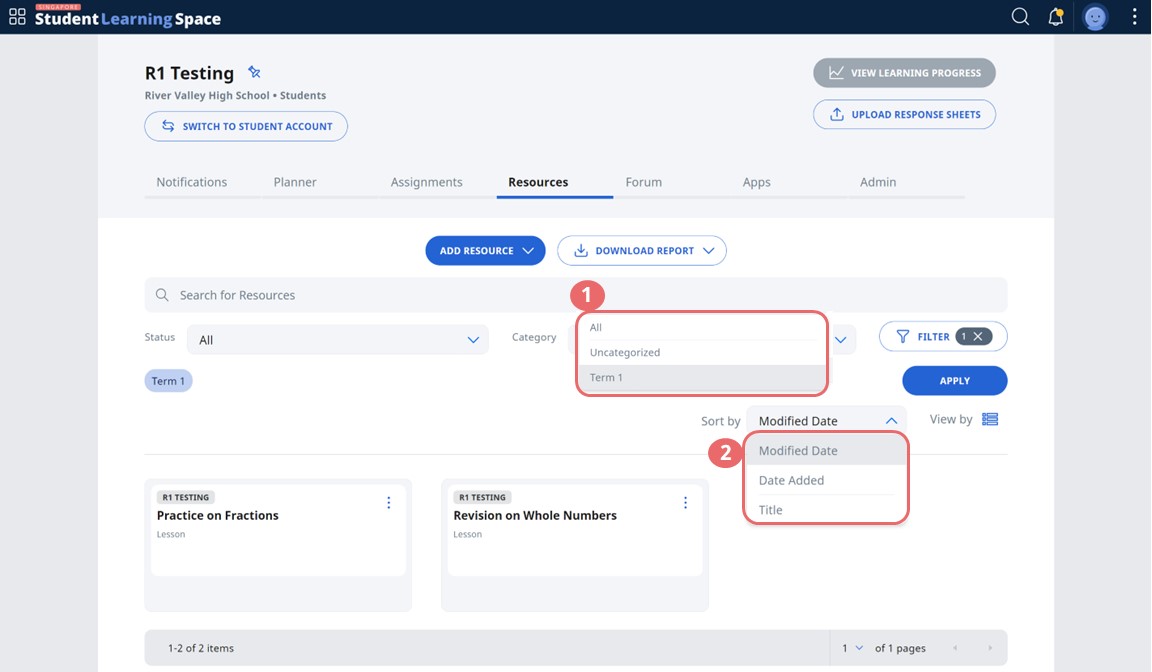 SINGAPORE
Student Learning Space
R1 Testing
River Valley High School • Students
SWITCH TO STUDENT ACCOUNT
VIEW LEARNING PROGRESS
UPLOAD RESPONSE SHEETS
Notifications Planner Assignments Resources Forum Apps Admin
ADD RESOURCE DOWNLOAD REPORT
Search for Resources
1
Status All Category
All
Uncategorized
Term 1
FILTER 1
Term 1
APPLY
Sort by Modified Date View by
2
Modified Date
Date Added
Title
R1 TESTING
Practice on Fractions
Lesson
R1 TESTING
Revision on Whole Numbers
Lesson
1-2 of 2 items 1 of 1 pages